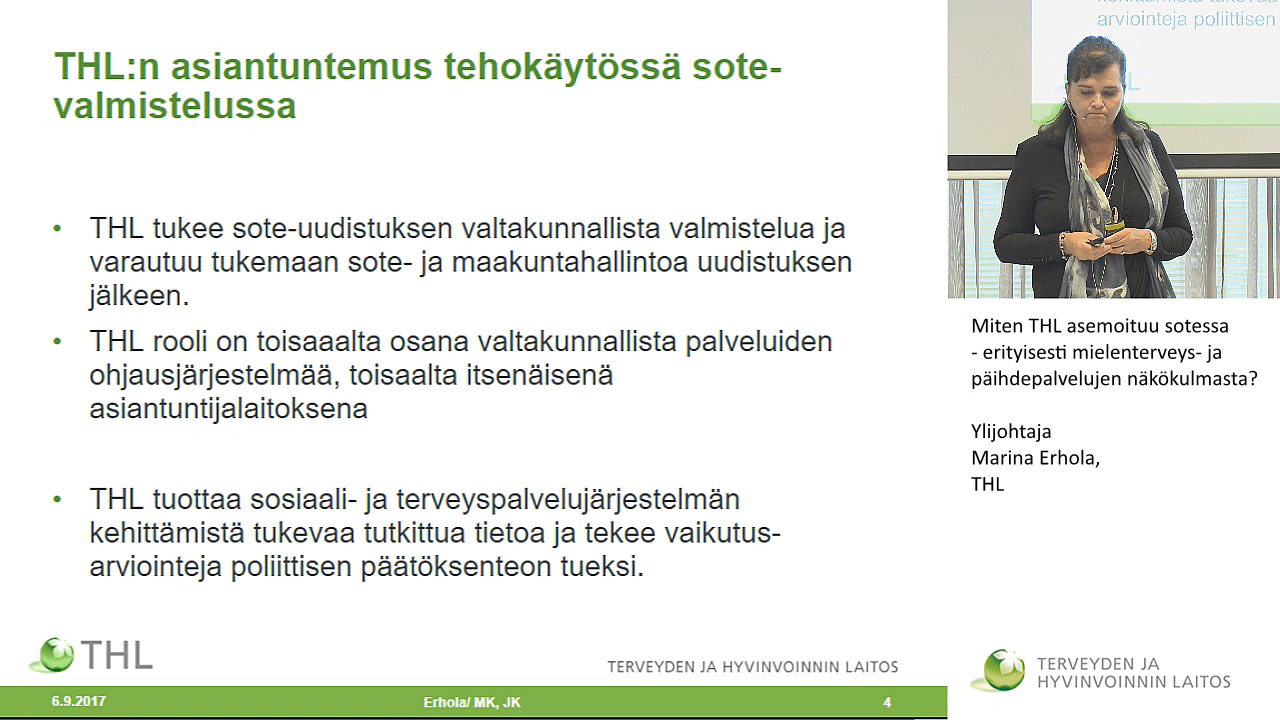 THL:n asiantuntemus tehokäytössä sote-
valmistelussa
• THL tukee sote-uudistuksen valtakunnallista valmistelua ja
varautuu tukemaan sote- ja maakuntahallintoa uudistuksen
jälkeen.
• THL rooli on toisaaalta osana valtakunnallista palveluiden
ohjausjärjestelmää, toisaalta itsenäisenä
asiantuntijalaitoksena
• THL tuottaa sosiaali- ja terveyspalvelujärjestelmän
kehittämistä tukevaa tutkittua tietoa ja tekee vaikutus-
arviointeja poliittisen päätöksenteon tueksi.
THL
TERVEYDEN JA HYVINVOINNIN LAITOS
6.9.2017
Erhola/ MK, JK
4
arviointeja poliittisen
Miten THL asemoituu sotessa
- erityisesti mielenterveys- ja
päihdepalvelujen näkökulmasta?
Ylijohtaja
Marina Erhola,
THL
TERVEYDEN JA
HYVINVOINNIN LAITOS